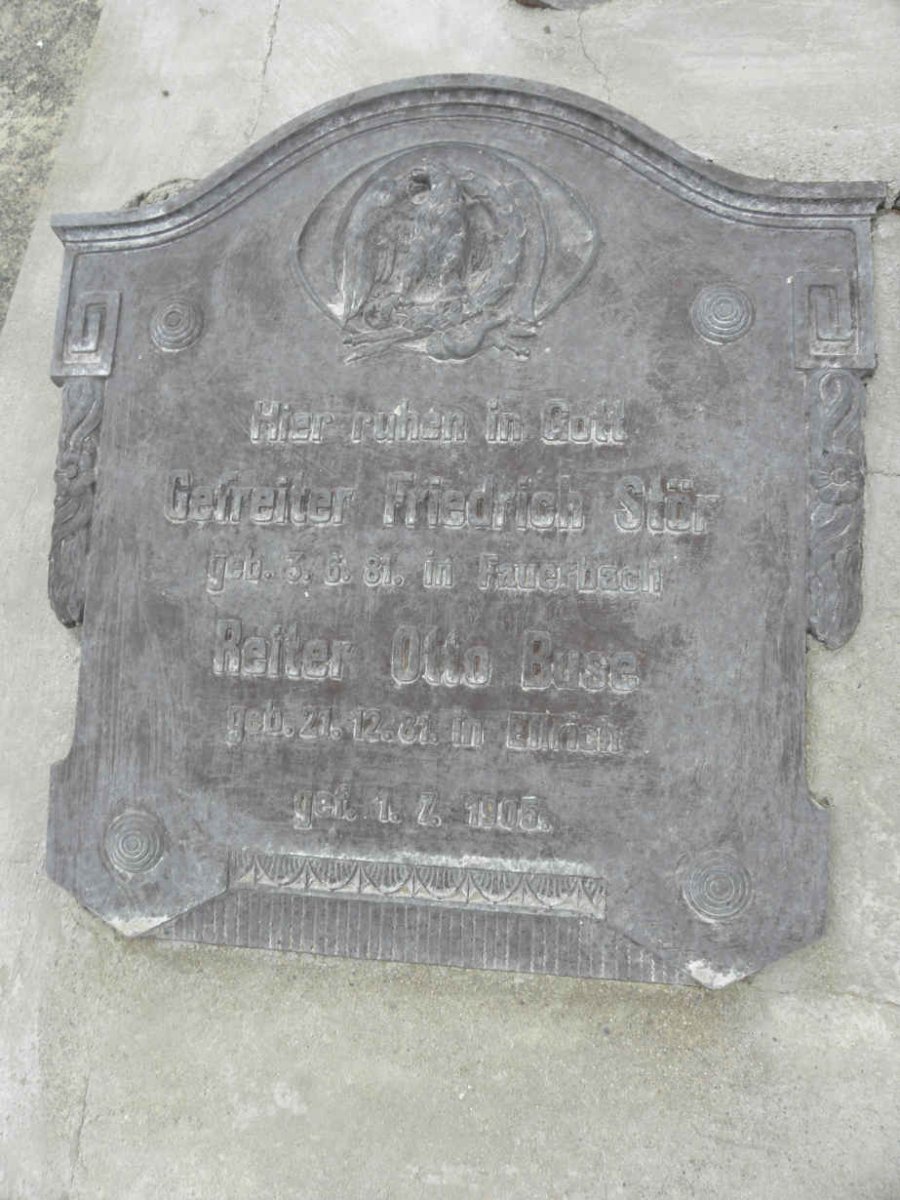 Hier ruhen in Gott
Gefreiter Friedrich Stör
geb. 3. 6. 81. in Fauerbach
Reiter Otto Buse
geb. 21. 12. 81. in Ellrich
gef. 1. 7. 1905.